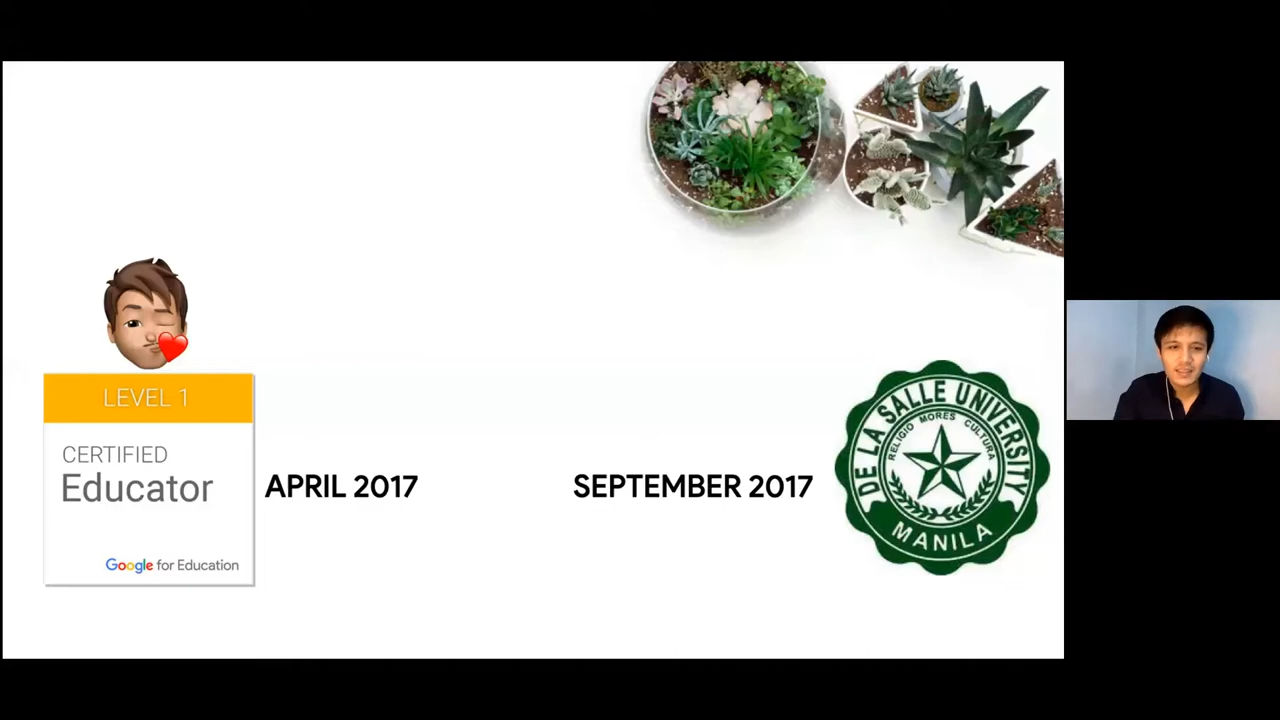 LEVEL 1
CERTIFIED
Educator
Google for Education
APRIL 2017
SEPTEMBER 2017
DE LA SALLE UNIVERSITY
RELIGIO MORES CULTURA
MANILA